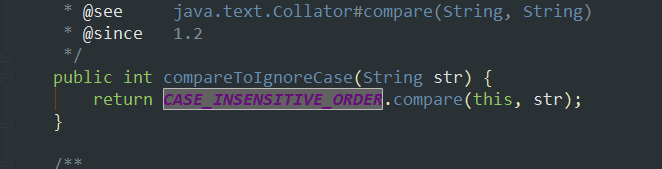 * @see java.text.Collator#compare(String, String)
* @since 1.2
*/
public int compareToIgnoreCase(String str) {
return CASE_INSENSITIVE_ORDER.compare(this, str);
}
/**